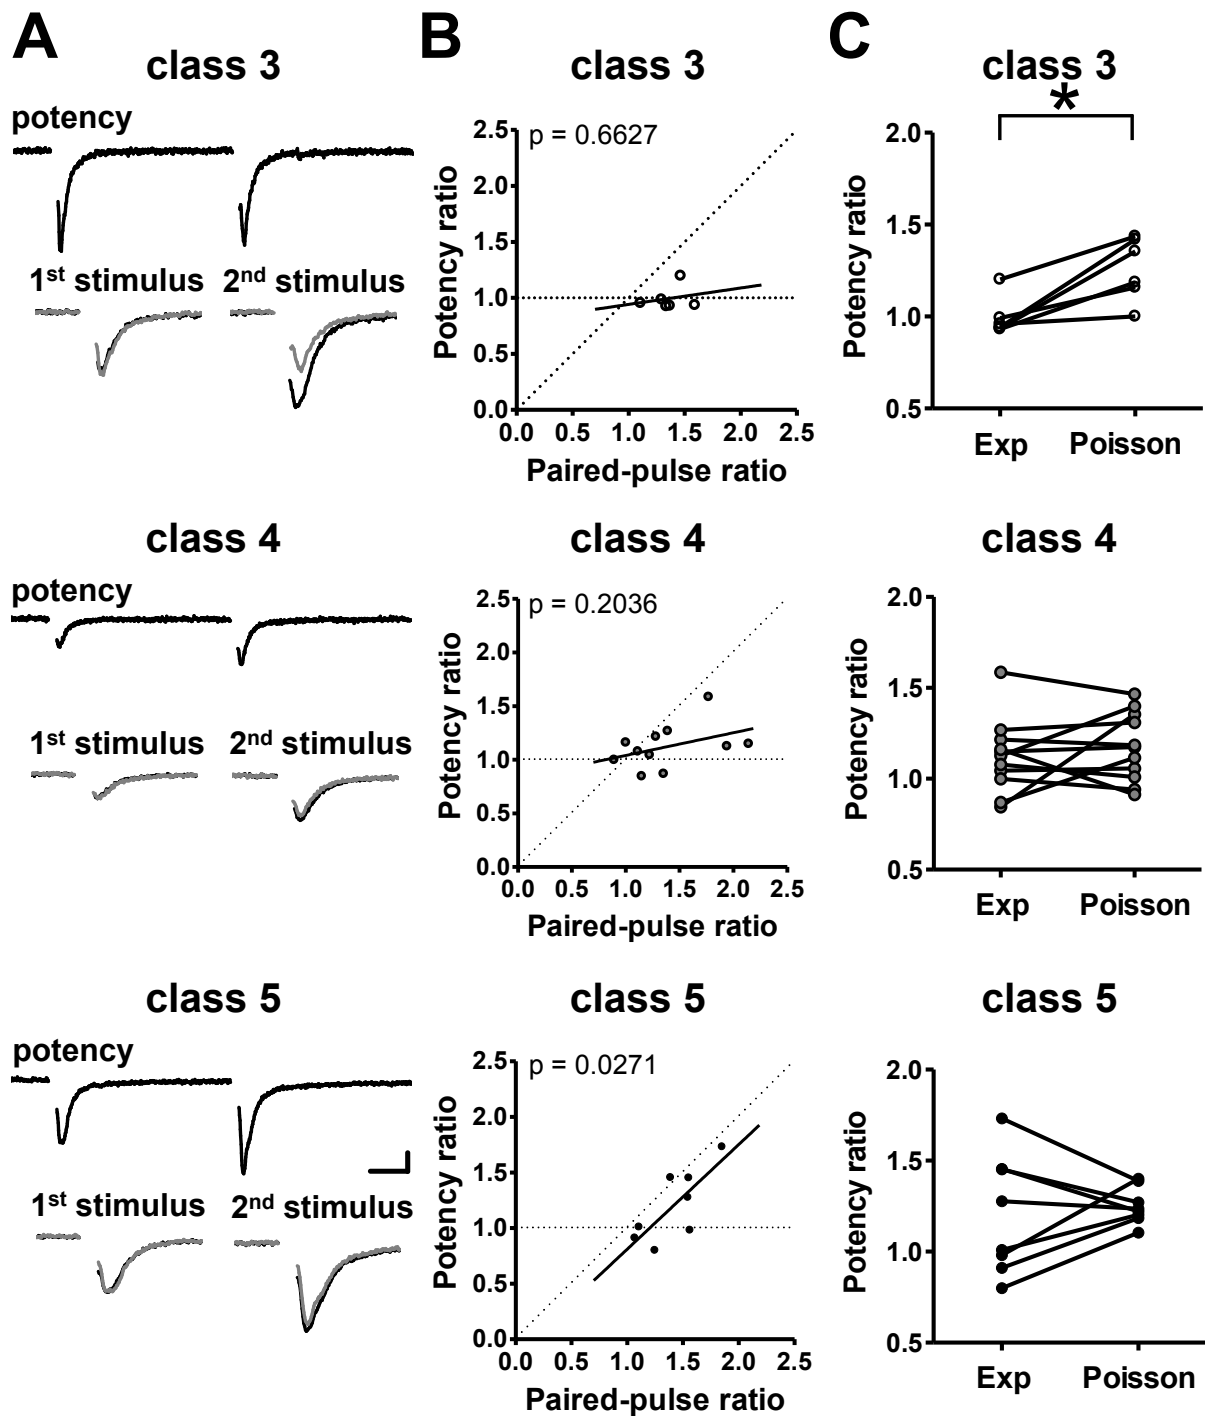 A
B
C
class 3
class 3
class 3
potency
1st stimulus
2nd stimulus
p = 0.6627
2.5
2.0
1.5
1.0
0.5
0.0
Potency ratio
0.0 0.5 1.0 1.5 2.0 2.5
Paired-pulse ratio
*
2.0
1.5
1.0
0.5
Potency ratio
Exp Poisson
class 4
class 4
class 4
potency
1st stimulus
2nd stimulus
p = 0.2036
2.5
2.0
1.5
1.0
0.5
0.0
Potency ratio
0.0 0.5 1.0 1.5 2.0 2.5
Paired-pulse ratio
2.0
1.5
1.0
0.5
Potency ratio
Exp Poisson
class 5
class 5
class 5
potency
1st stimulus
2nd stimulus
p = 0.0271
2.5
2.0
1.5
1.0
0.5
0.0
Potency ratio
0.0 0.5 1.0 1.5 2.0 2.5
Paired-pulse ratio
2.0
1.5
1.0
0.5
Potency ratio
Exp Poisson